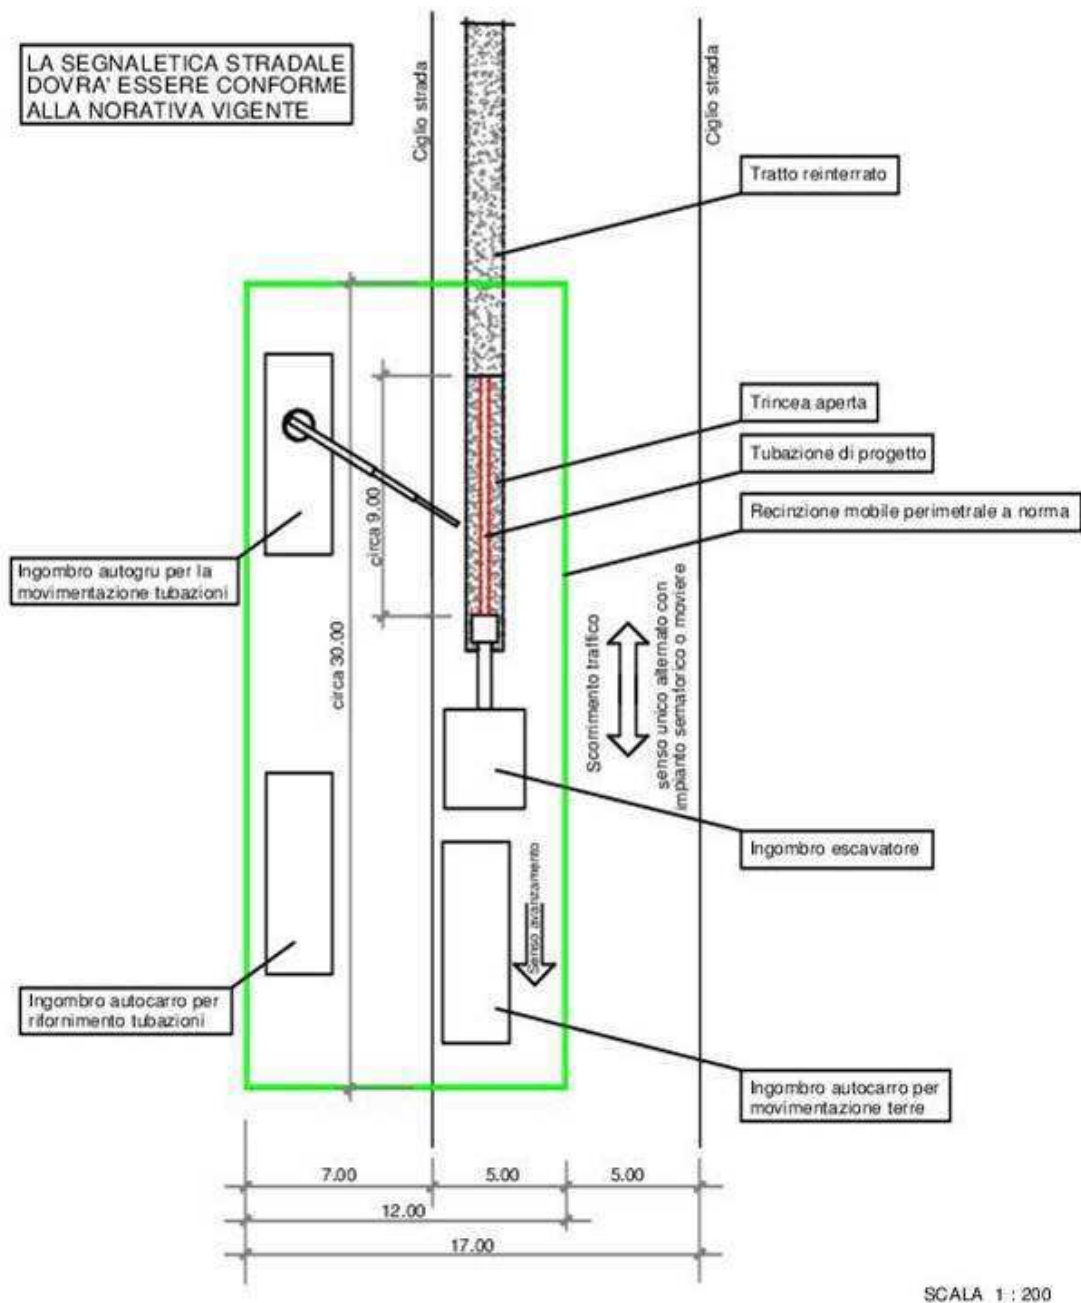 LA SEGNALETICA STRADALE
DOVRA' ESSERE CONFORME
ALLA NORATIVA VIGENTE
Ciglio strada
Ciglio strada
Tratto reinterrato
Trincea aperta
Tubazione di progetto
Recinzione mobile perimetrale a norma
Ingombro autogru per la
movimentazione tubazioni
circa 9.00
circa 30.00
Scorrimento traffico
senso unico alternato con
impianto semaforico o moviere
Ingombro escavatore
Senso avanzamento
Ingombro autocarro per
rifornimento tubazioni
Ingombro autocarro per
movimentazione terre
7.00
5.00
5.00
12.00
17.00
SCALA 1 : 200